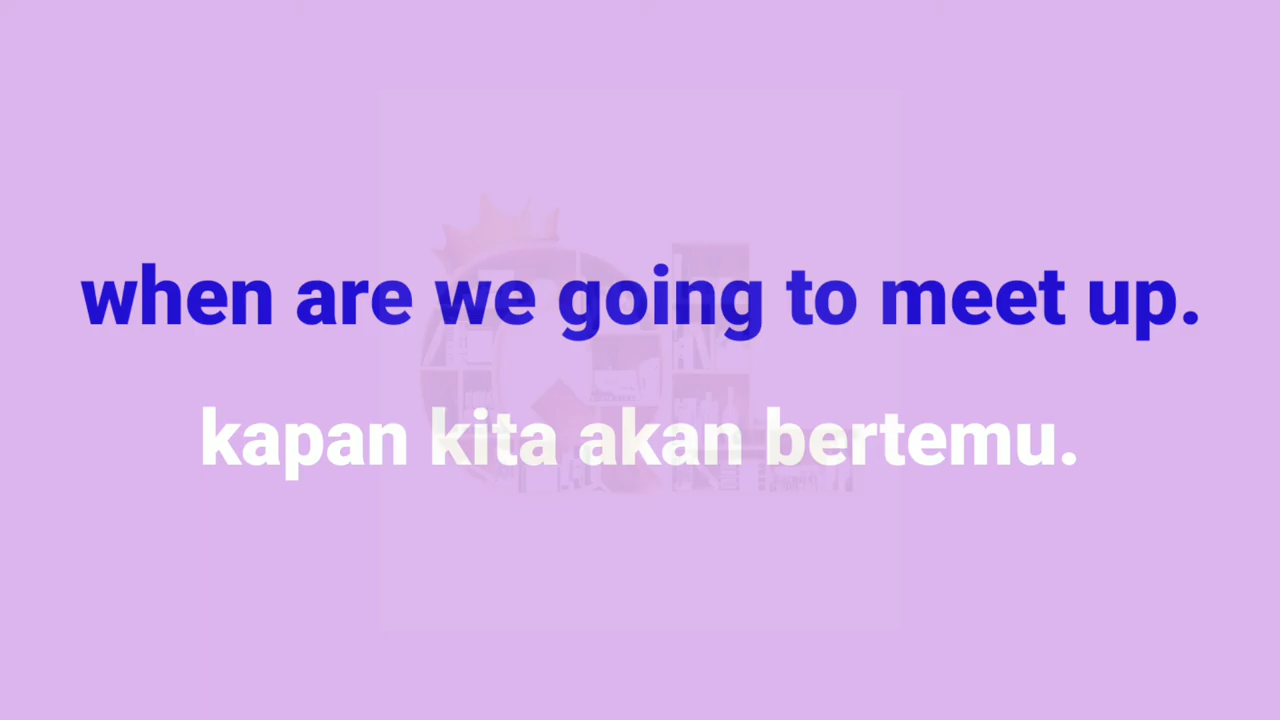 when are we going to meet up.
kapan kita akan bertemu.